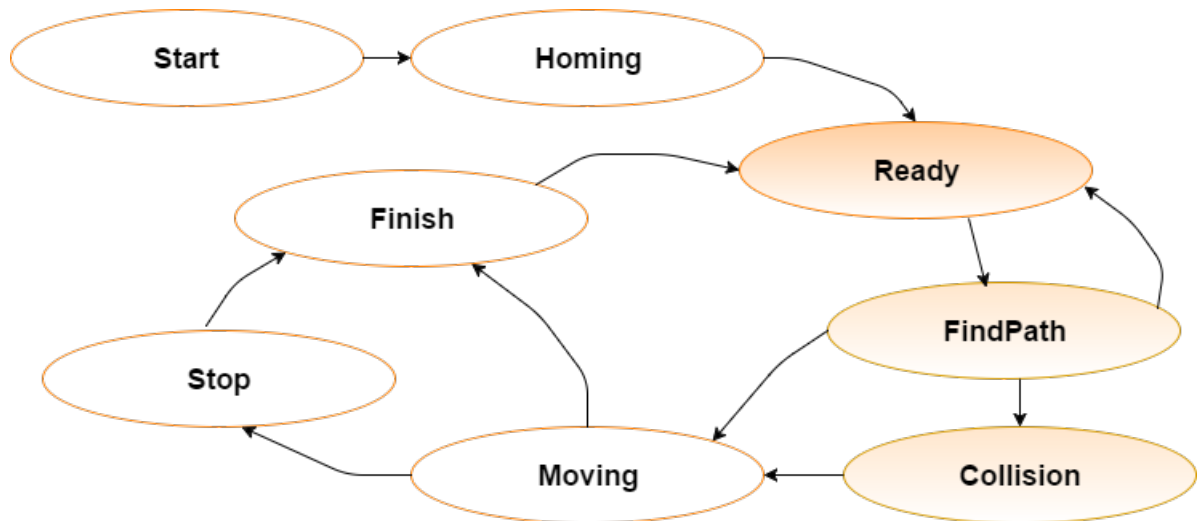 Start
Homing
Ready
Finish
FindPath
Stop
Moving
Collision